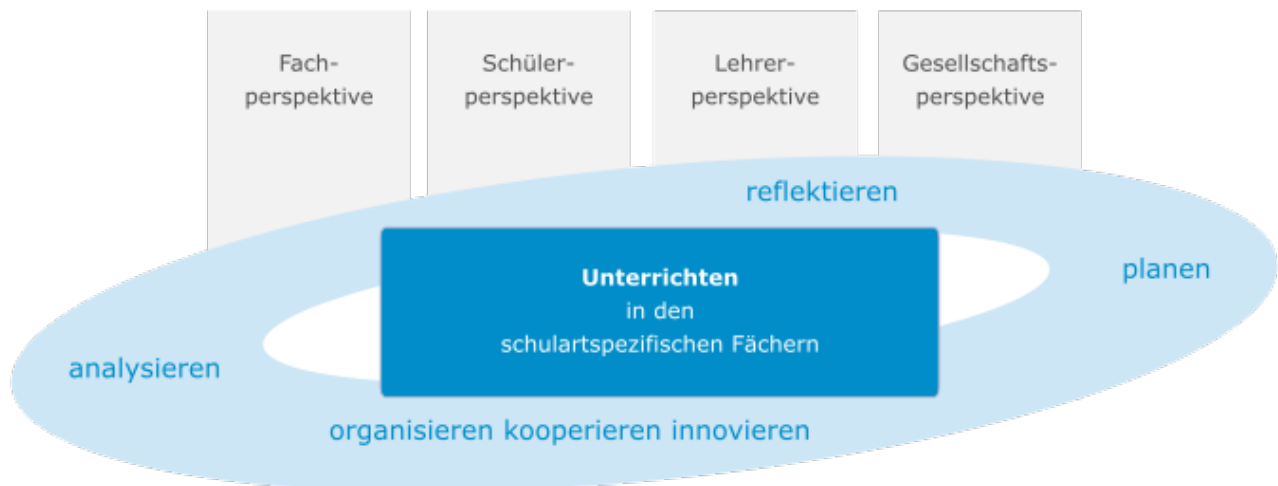 Fach-
perspektive
Schüler-
perspektive
Lehrer-
perspektive
Gesellschafts-
perspektive
reflektieren
planen
Unterrichten
in den
schulartspezifischen Fächern
analysieren
organisieren kooperieren innovieren